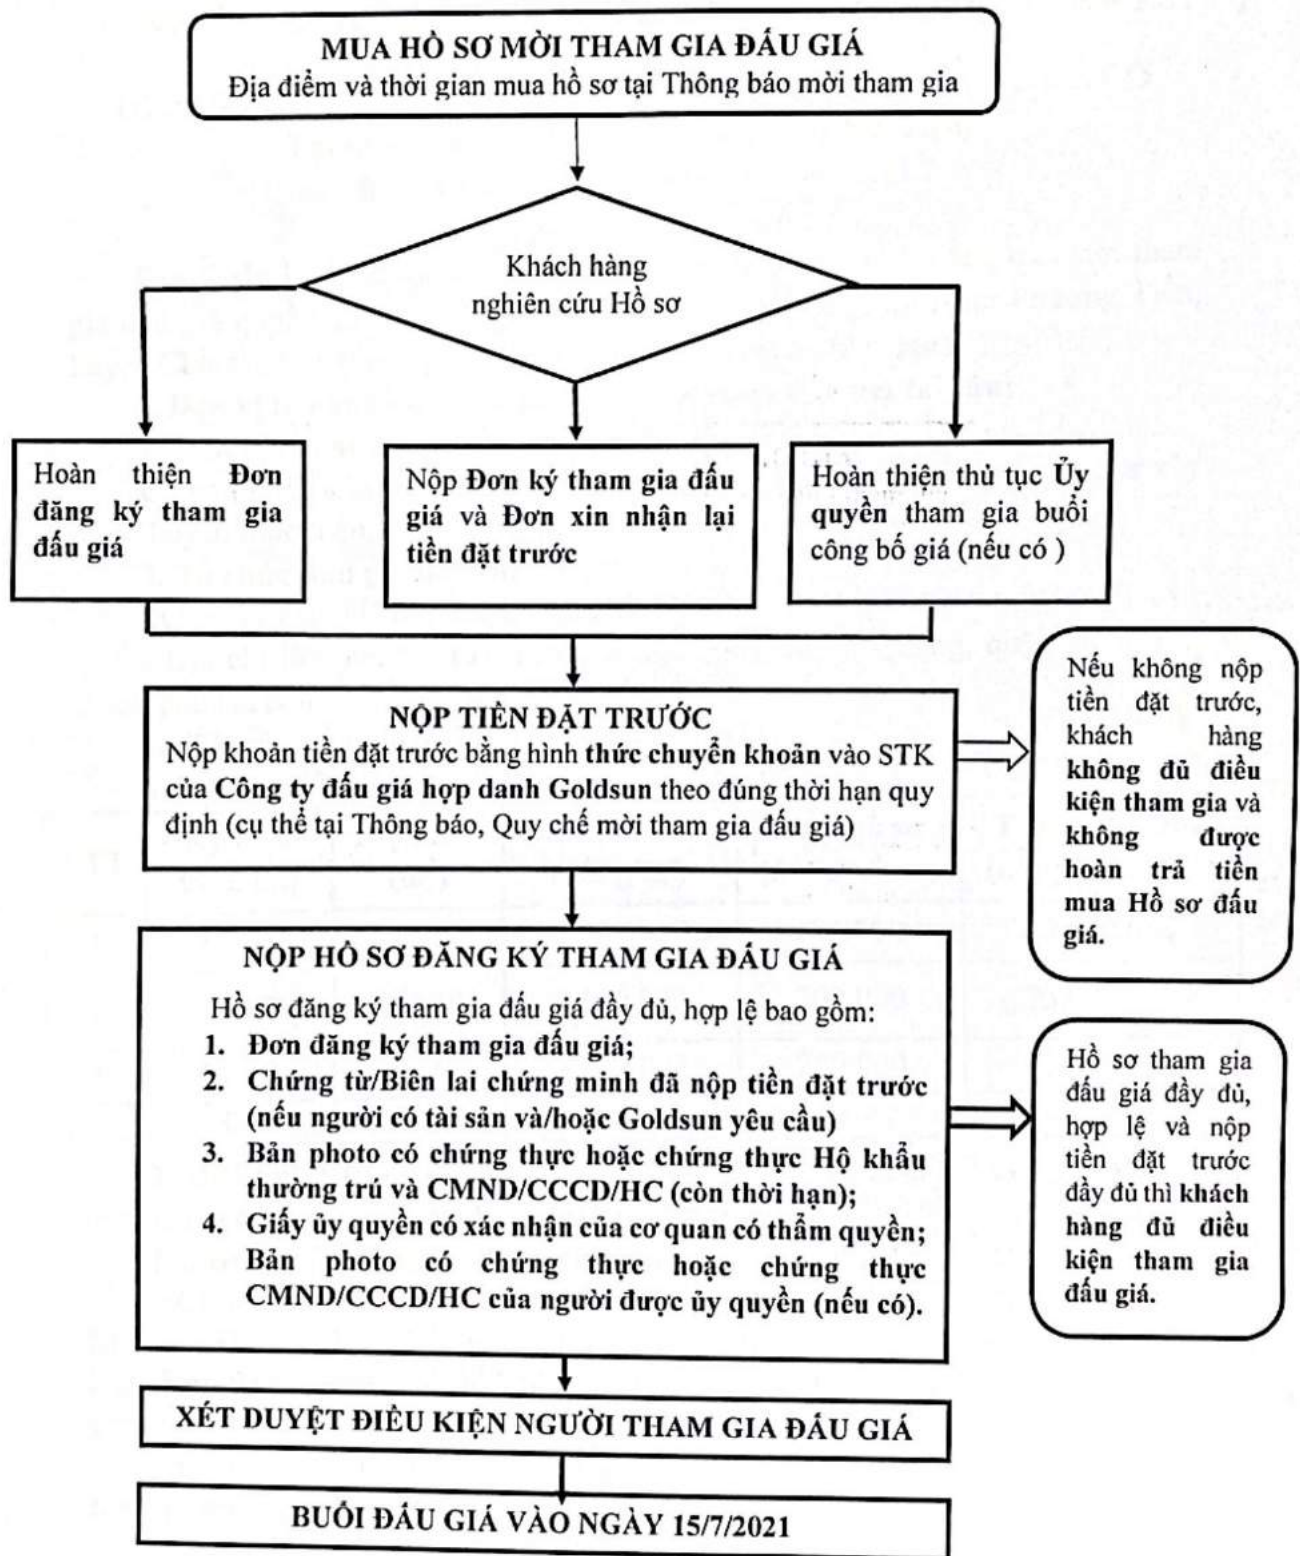 MUA HỒ SƠ MỜI THAM GIA ĐẤU GIÁ
Địa điểm và thời gian mua hồ sơ tại Thông báo mời tham gia
Khách hàng
nghiên cứu Hồ sơ
Hoàn thiện Đơn
đăng ký tham gia
đấu giá
Nộp Đơn ký tham gia đấu
giá và Đơn xin nhận lại
tiền đặt trước
Hoàn thiện thủ tục Ủy
quyền tham gia buổi
công bố giá (nếu có )
NỘP TIỀN ĐẶT TRƯỚC
Nộp khoản tiền đặt trước bằng hình thức chuyển khoản vào STK
của Công ty đấu giá hợp danh Goldsun theo đúng thời hạn quy
định (cụ thể tại Thông báo, Quy chế mời tham gia đấu giá)
Nếu không nộp
tiền đặt trước,
khách hàng
không đủ điều
kiện tham gia và
không được
hoàn trả tiền
mua Hồ sơ đấu
giá.
NỘP HỒ SƠ ĐĂNG KÝ THAM GIA ĐẤU GIÁ
Hồ sơ đăng ký tham gia đấu giá đầy đủ, hợp lệ bao gồm:
1. Đơn đăng ký tham gia đấu giá;
2. Chứng từ/Biên lai chứng minh đã nộp tiền đặt trước
(nếu người có tài sản và/hoặc Goldsun yêu cầu)
3. Bản photo có chứng thực hoặc chứng thực Hộ khẩu
thường trú và CMND/CCCD/HC (còn thời hạn);
4. Giấy ủy quyền có xác nhận của cơ quan có thẩm quyền;
Bản photo có chứng thực hoặc chứng thực
CMND/CCCD/HC của người được ủy quyền (nếu có).
Hồ sơ tham gia
đấu giá đầy đủ,
hợp lệ và nộp
tiền đặt trước
đầy đủ thì khách
hàng đủ điều
kiện tham gia
đấu giá.
XÉT DUYỆT ĐIỀU KIỆN NGƯỜI THAM GIA ĐẤU GIÁ
BUỔI ĐẤU GIÁ VÀO NGÀY 15/7/2021